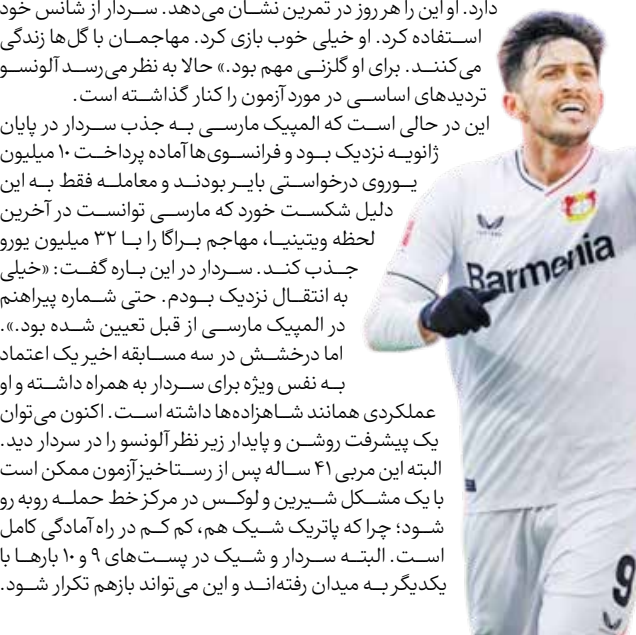 دارد. او این را هر روز در تمرین نشان می‌دهد. سردار از شانس خود
استفاده کرد. او خیلی خوب بازی کرد. مهاجمان با گل‌ها زندگی
می‌کنند. برای او گلزنی مهم بود.» حالا به نظر می‌رسد آلونسو
تردیدهای اساسی در مورد آزمون را کنار گذاشته است.
این در حالی است که المپیک مارسی به جذب سردار در پایان
ژانویه نزدیک بود و فرانسوی‌ها آماده پرداخت ۱۰ میلیون
یوروی درخواستی بایر بودند و معامله فقط به این
دلیل شکست خورد که مارسی توانست در آخرین
لحظه ویتینیا، مهاجم براگا را با ۳۲ میلیون یورو
جذب کند. سردار در این باره گفت: «خیلی
به انتقال نزدیک بودم. حتی شماره پیراهنم
در المپیک مارسی از قبل تعیین شده بود.».
اما درخشش در سه مسابقه اخیر یک اعتماد
به نفس ویژه برای سردار به همراه داشته و او
عملکردی همانند شاهزاده‌ها داشته است. اکنون می‌توان
یک پیشرفت روشن و پایدار زیر نظر آلونسو را در سردار دید.
البته این مربی ۴۱ ساله پس از رستاخیز آزمون ممکن است
با یک مشکل شیرین و لوکس در مرکز خط حمله روبه رو
شود؛ چرا که پاتریک شیک هم، کم کم در راه آمادگی کامل
است. البته سردار و شیک در پست‌های ۹ و ۱۰ بارها با
یکدیگر به میدان رفته‌اند و این می‌تواند بازهم تکرار شود.
Barmenia
9